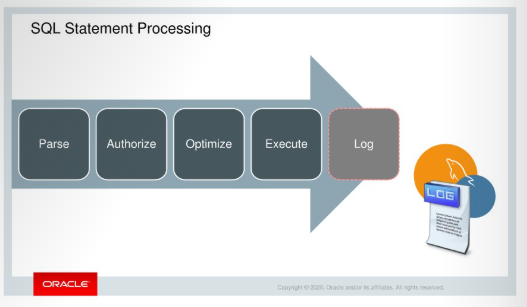 SQL Statement Processing
Parse
Authorize
Optimize
Execute
Log
LOG
ORACLE
Copyright © 2020, Oracle and/or its affiliates. All rights reserved.